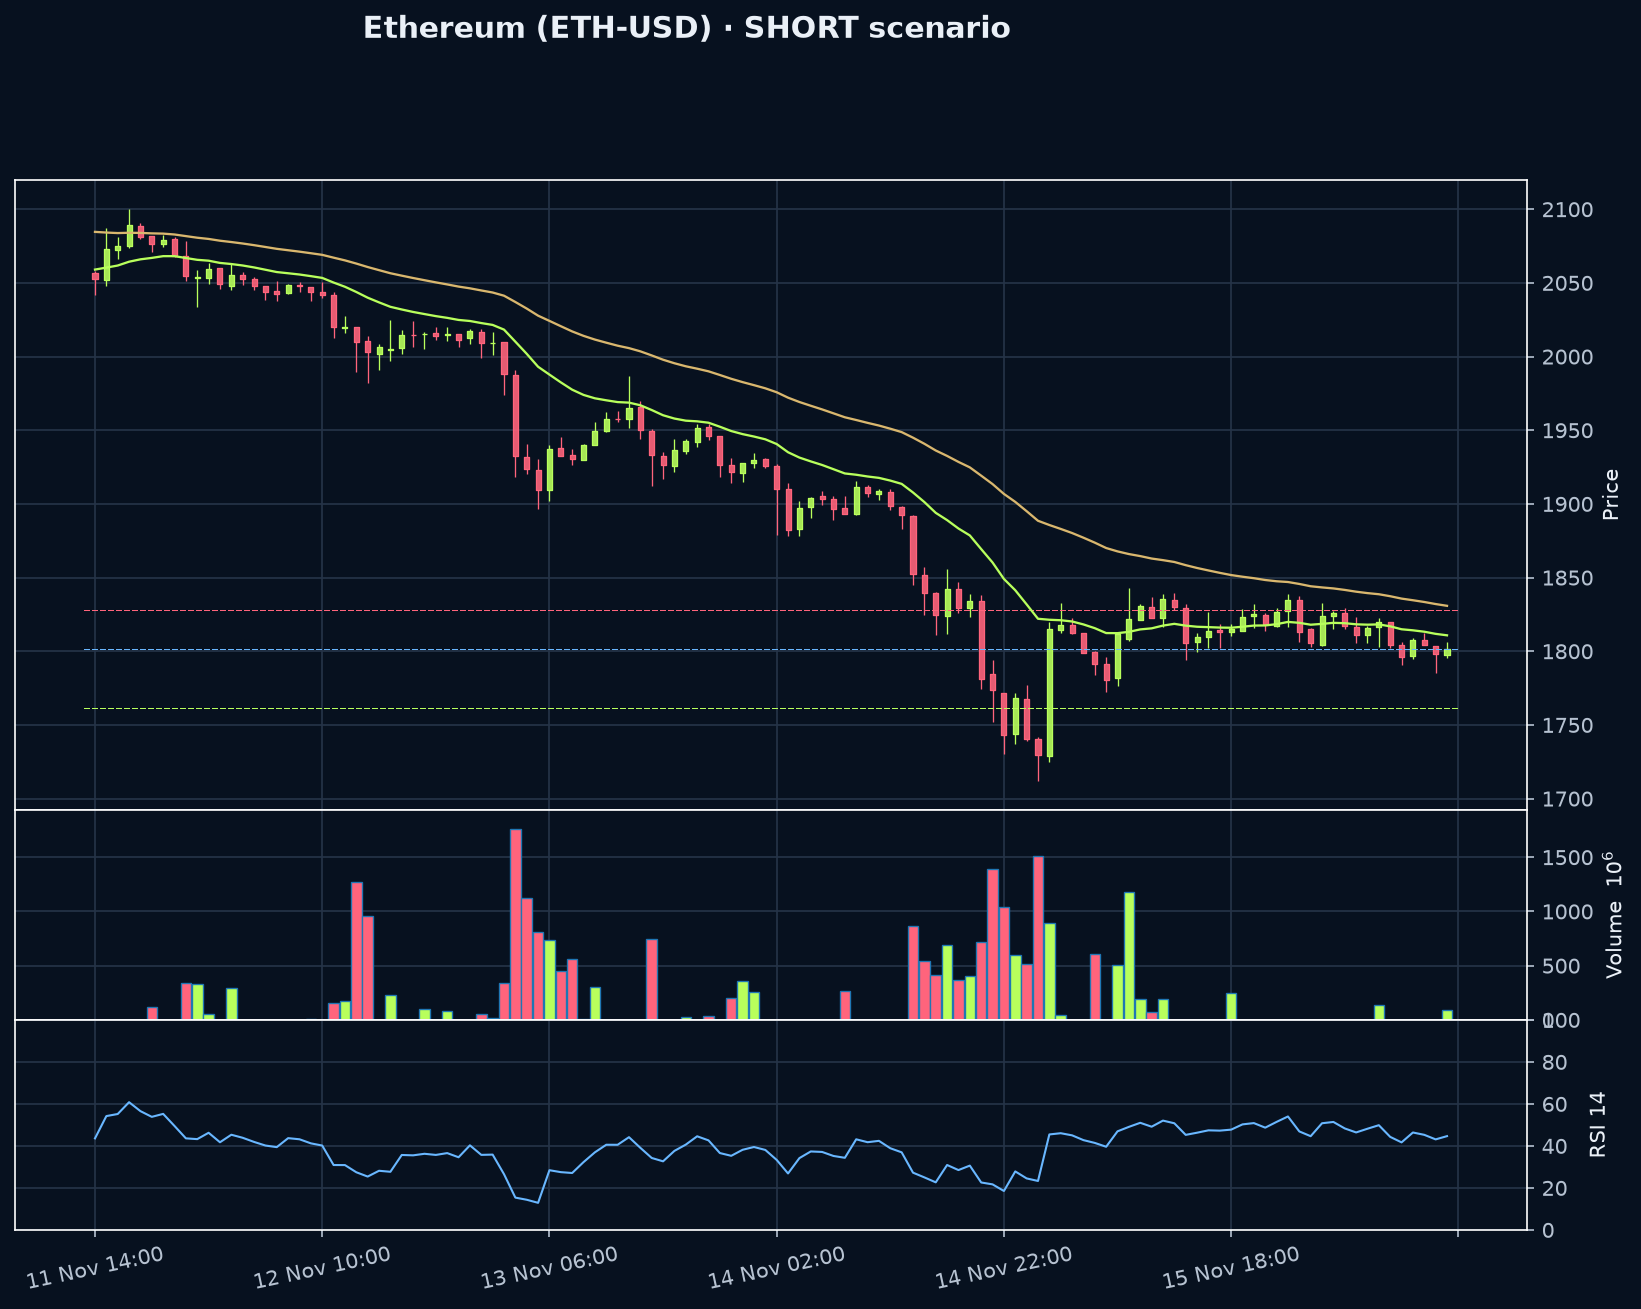 Ethereum (ETH-USD) · SHORT scenario
2100
2050
2000
1950
1900
1850
1800
1750
1700
Price
1500
1000
500
0
Volume 10⁶
100
80
60
40
20
0
RSI 14
11 Nov 14:00
12 Nov 10:00
13 Nov 06:00
14 Nov 02:00
14 Nov 22:00
15 Nov 18:00